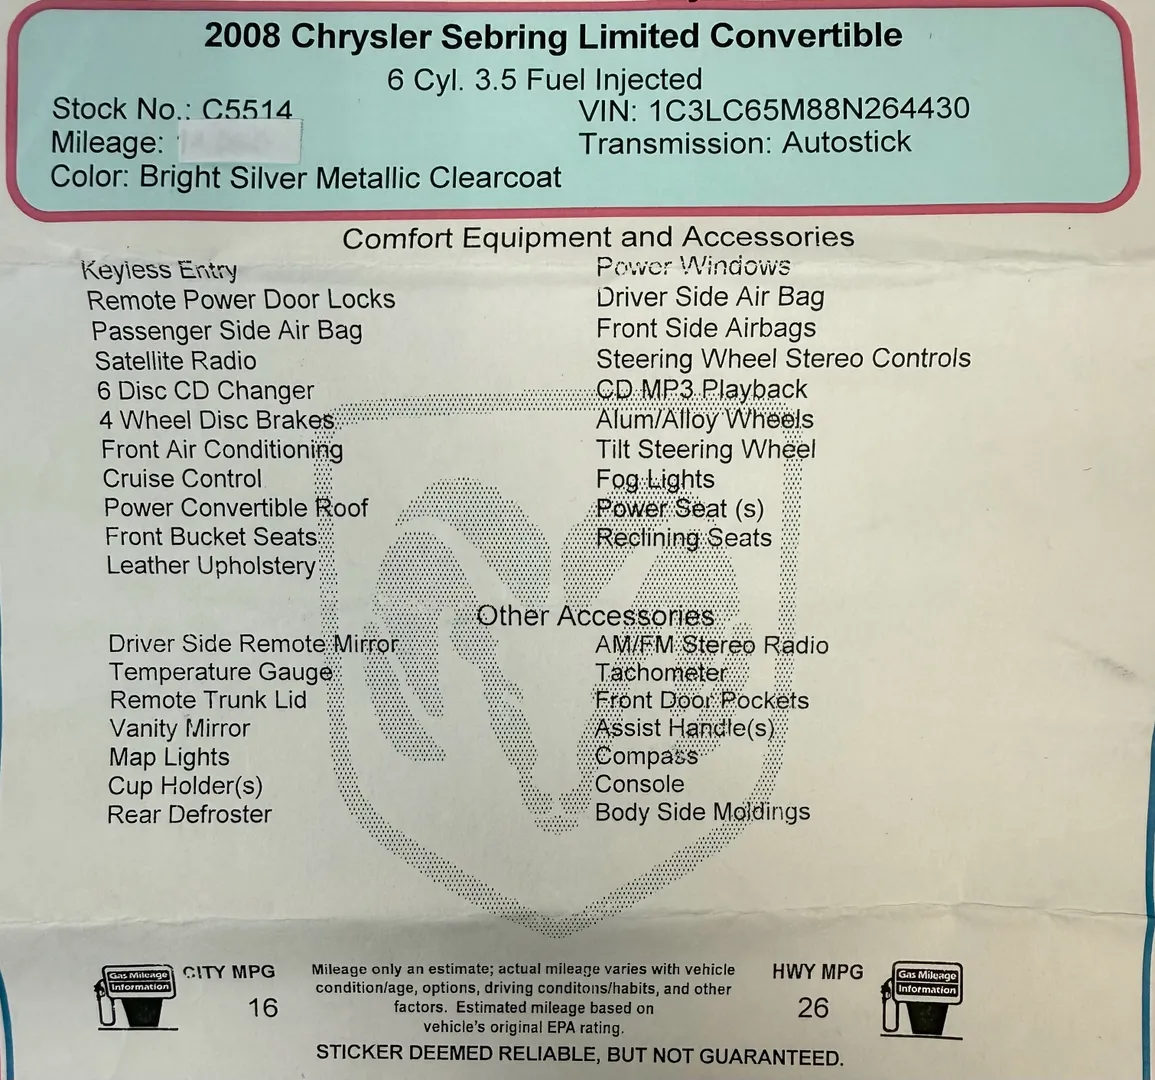 2008 Chrysler Sebring Limited Convertible
6 Cyl. 3.5 Fuel Injected
Stock No.: C5514 VIN: 1C3LC65M88N264430
Mileage: Transmission: Autostick
Color: Bright Silver Metallic Clearcoat
Comfort Equipment and Accessories
Keyless Entry Power Windows
Remote Power Door Locks Driver Side Air Bag
Passenger Side Air Bag Front Side Airbags
Satellite Radio Steering Wheel Stereo Controls
6 Disc CD Changer CD MP3 Playback
4 Wheel Disc Brakes Alum/Alloy Wheels
Front Air Conditioning Tilt Steering Wheel
Cruise Control Fog Lights
Power Convertible Roof Power Seat (s)
Front Bucket Seats Reclining Seats
Leather Upholstery
Other Accessories
Driver Side Remote Mirror AM/FM Stereo Radio
Temperature Gauge Tachometer
Remote Trunk Lid Front Door Pockets
Vanity Mirror Assist Handle(s)
Map Lights Compass
Cup Holder(s) Console
Rear Defroster Body Side Moldings
Gas Mileage
Information
CITY MPG
16
Mileage only an estimate; actual mileage varies with vehicle
condition/age, options, driving conditons/habits, and other
factors. Estimated mileage based on
vehicle's original EPA rating.
HWY MPG
26
Gas Mileage
Information
STICKER DEEMED RELIABLE, BUT NOT GUARANTEED.